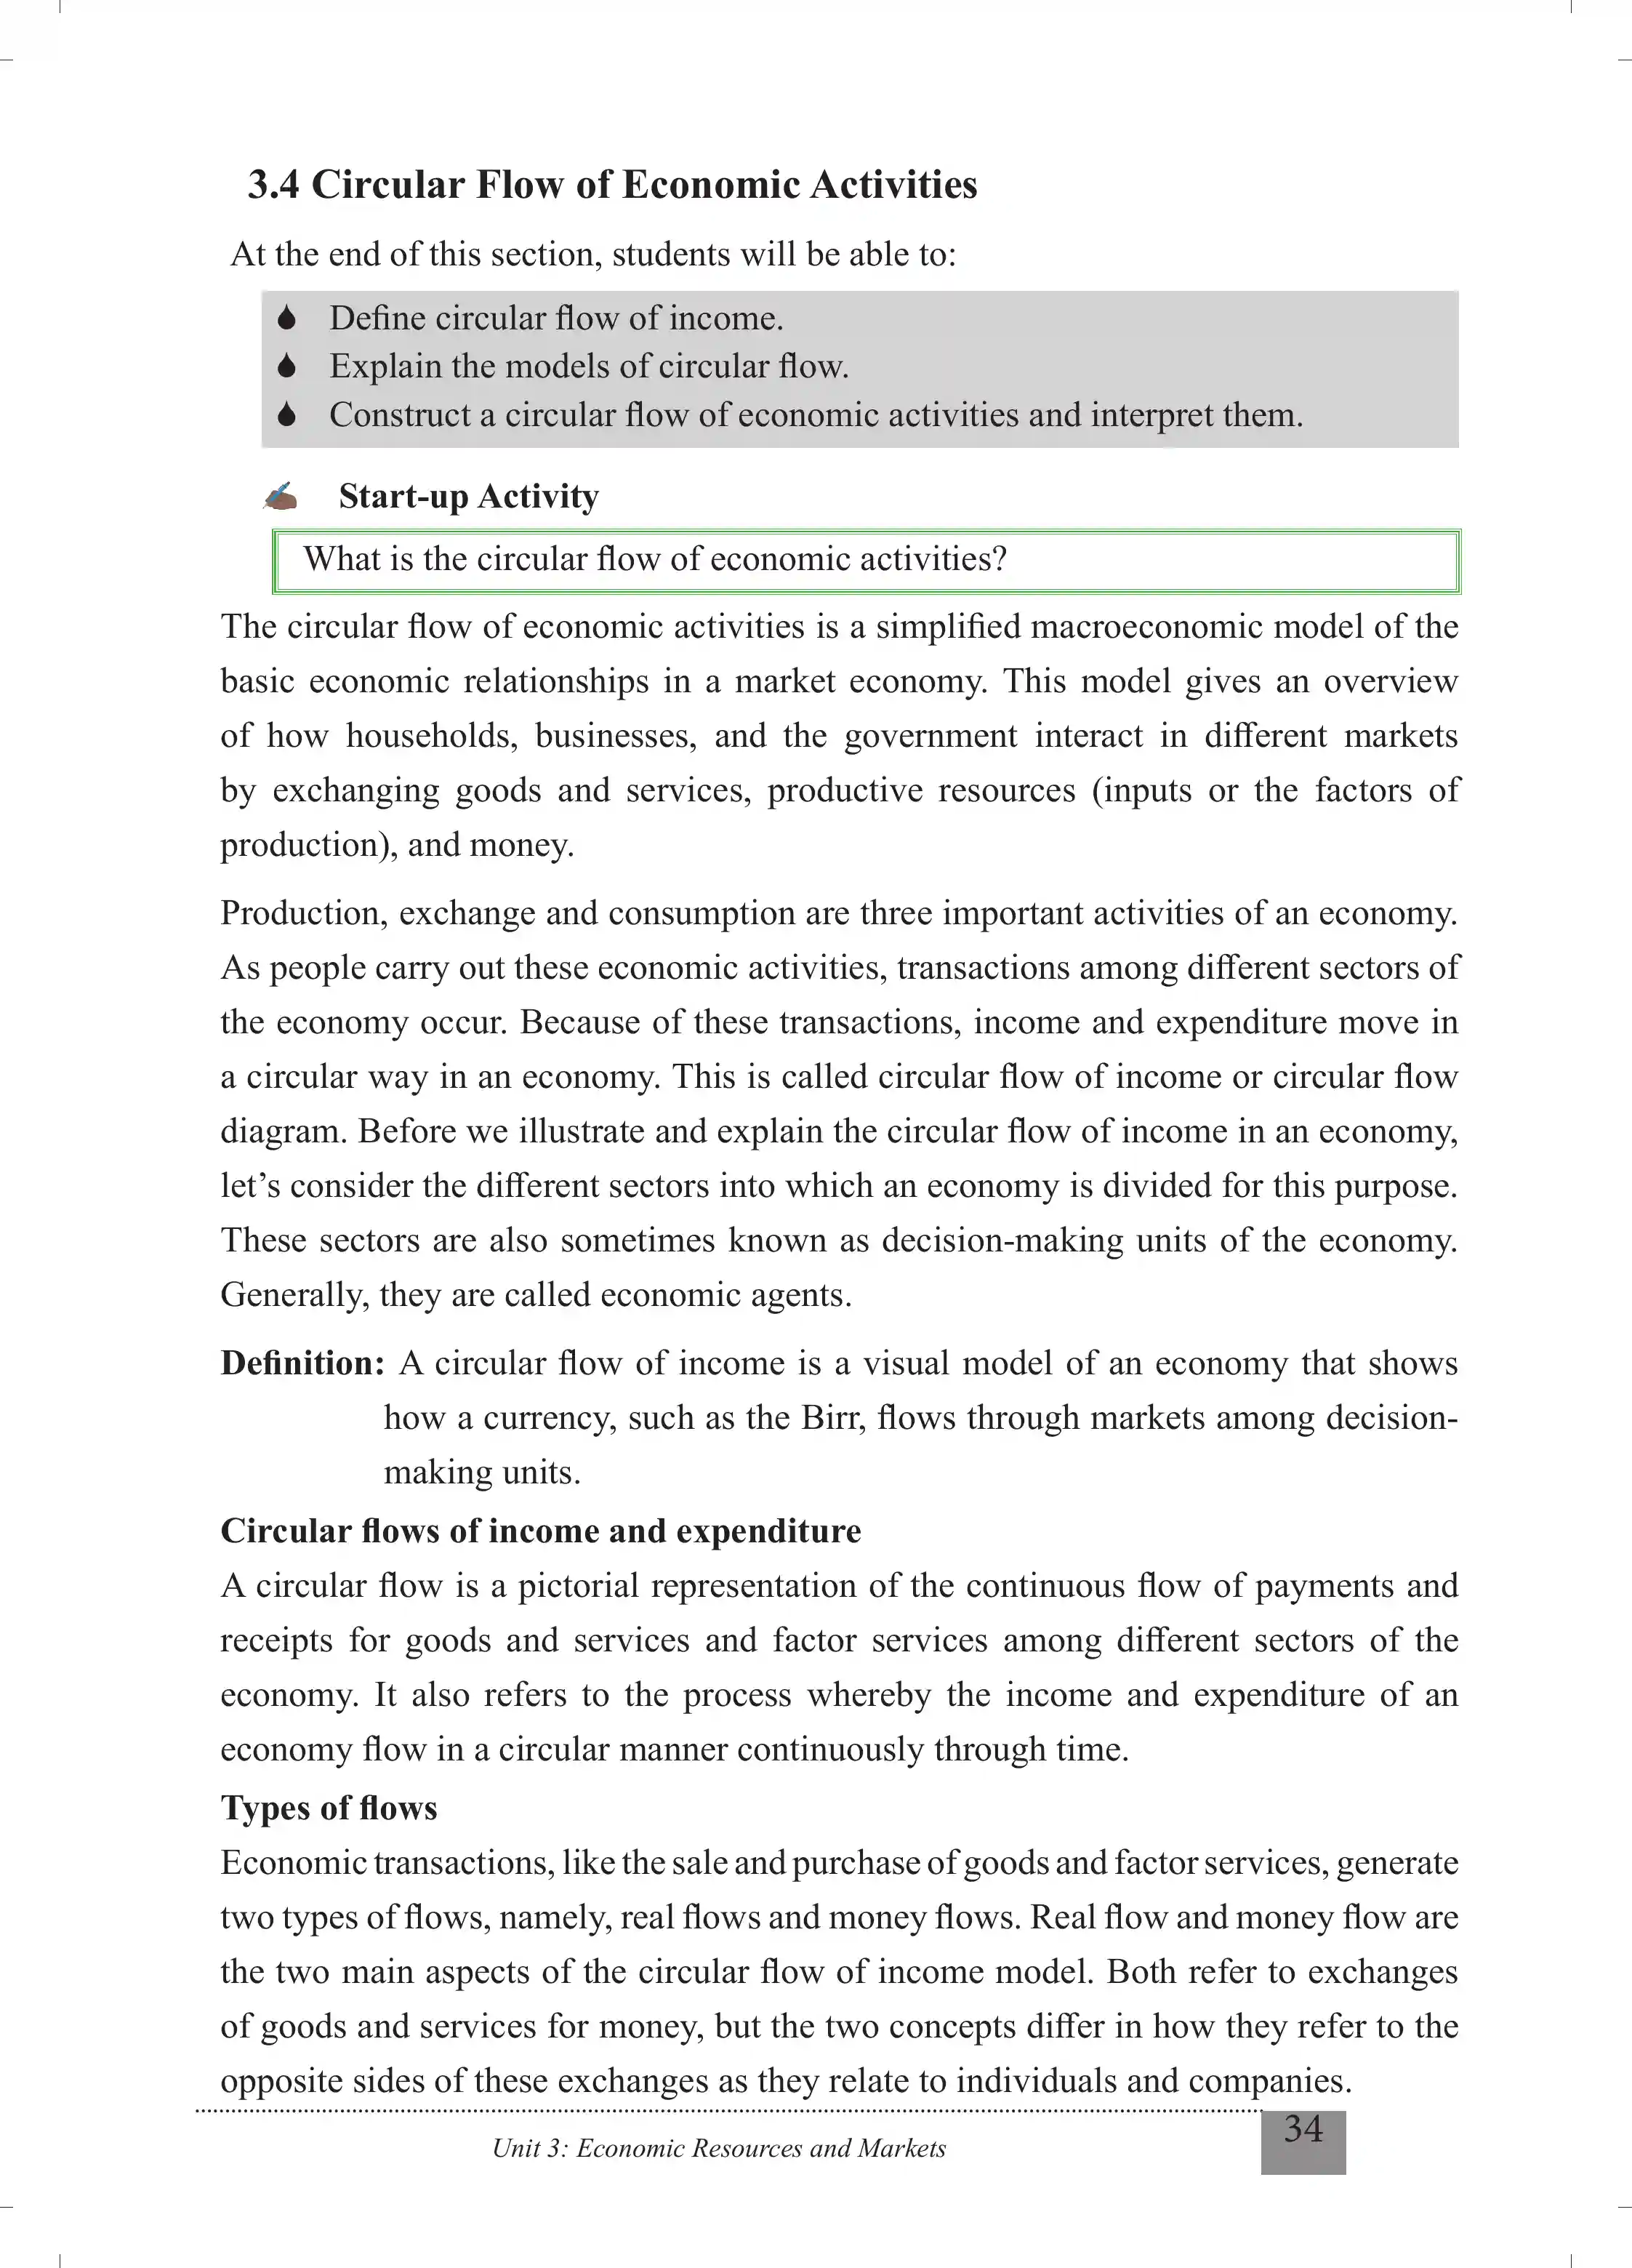 3.4 Circular Flow of Economic Activities
At the end of this section, students will be able to:
Define circular flow of income.
Explain the models of circular flow.
Construct a circular flow of economic activities and interpret them.
Start-up Activity
What is the circular flow of economic activities?
The circular flow of economic activities is a simplified macroeconomic model of the
basic economic relationships in a market economy. This model gives an overview
of how households, businesses, and the government interact in different markets
by exchanging goods and services, productive resources (inputs or the factors of
production), and money.
Production, exchange and consumption are three important activities of an economy.
As people carry out these economic activities, transactions among different sectors of
the economy occur. Because of these transactions, income and expenditure move in
a circular way in an economy. This is called circular flow of income or circular flow
diagram. Before we illustrate and explain the circular flow of income in an economy,
let’s consider the different sectors into which an economy is divided for this purpose.
These sectors are also sometimes known as decision-making units of the economy.
Generally, they are called economic agents.
Definition: A circular flow of income is a visual model of an economy that shows
how a currency, such as the Birr, flows through markets among decision-
making units.
Circular flows of income and expenditure
A circular flow is a pictorial representation of the continuous flow of payments and
receipts for goods and services and factor services among different sectors of the
economy. It also refers to the process whereby the income and expenditure of an
economy flow in a circular manner continuously through time.
Types of flows
Economic transactions, like the sale and purchase of goods and factor services, generate
two types of flows, namely, real flows and money flows. Real flow and money flow are
the two main aspects of the circular flow of income model. Both refer to exchanges
of goods and services for money, but the two concepts differ in how they refer to the
opposite sides of these exchanges as they relate to individuals and companies.
Unit 3: Economic Resources and Markets
34